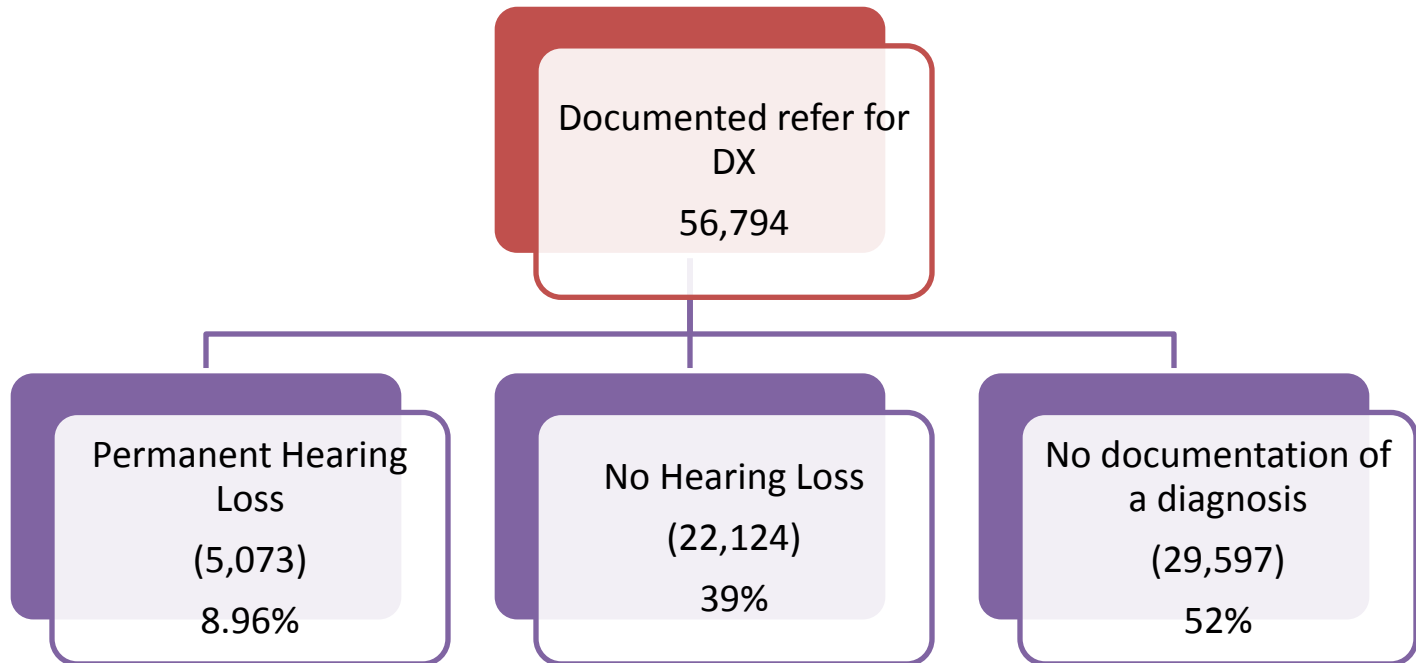 Documented refer for
DX
56,794
Permanent Hearing
Loss
(5,073)
8.96%
No Hearing Loss
(22,124)
39%
No documentation of
a diagnosis
(29,597)
52%